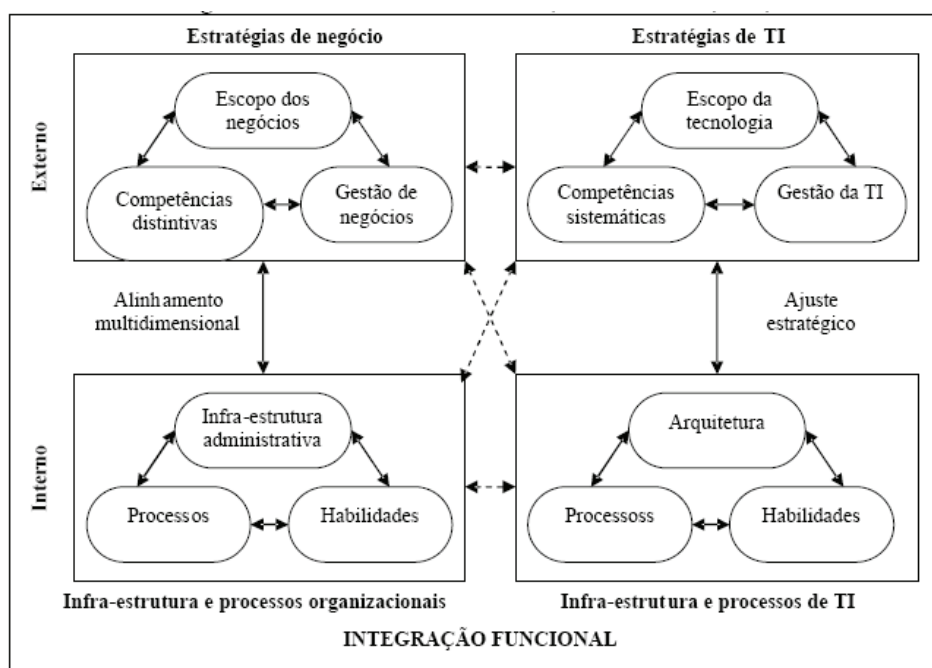 Estratégias de negócio
Estratégias de TI
Externo
Escopo dos
negócios
Competências
distintivas
Gestão de
negócios
Escopo da
tecnologia
Competências
sistemáticas
Gestão da TI
Alinhamento
multidimensional
Ajuste
estratégico
Interno
Infra-estrutura
administrativa
Processos
Habilidades
Arquitetura
Processoss
Habilidades
Infra-estrutura e processos organizacionais
Infra-estrutura e processos de TI
INTEGRAÇÃO FUNCIONAL